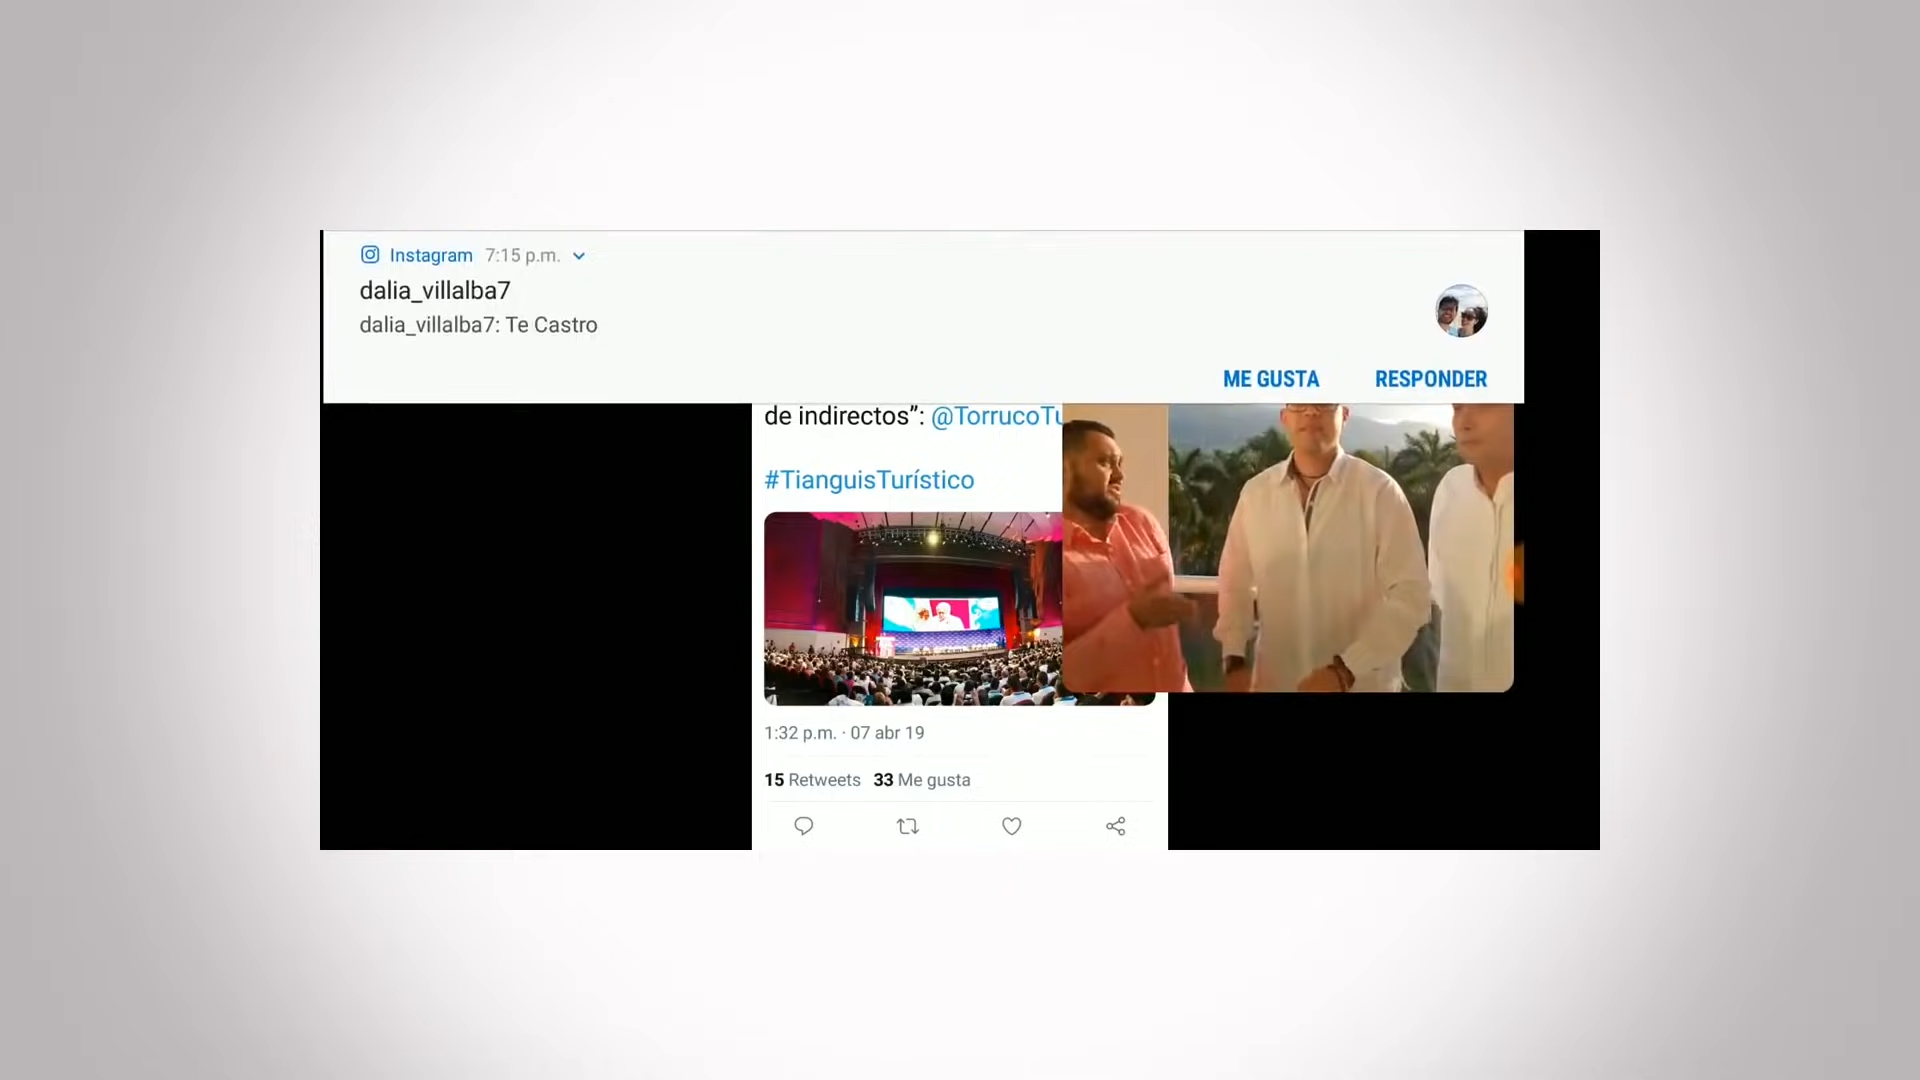 Instagram 7:15 p.m.
dalia_villalba7
dalia_villalba7: Te Castro
ME GUSTA RESPONDER
de indirectos”: @TorrucoTu
#TianguisTurístico
1:32 p.m. · 07 abr 19
15 Retweets 33 Me gusta